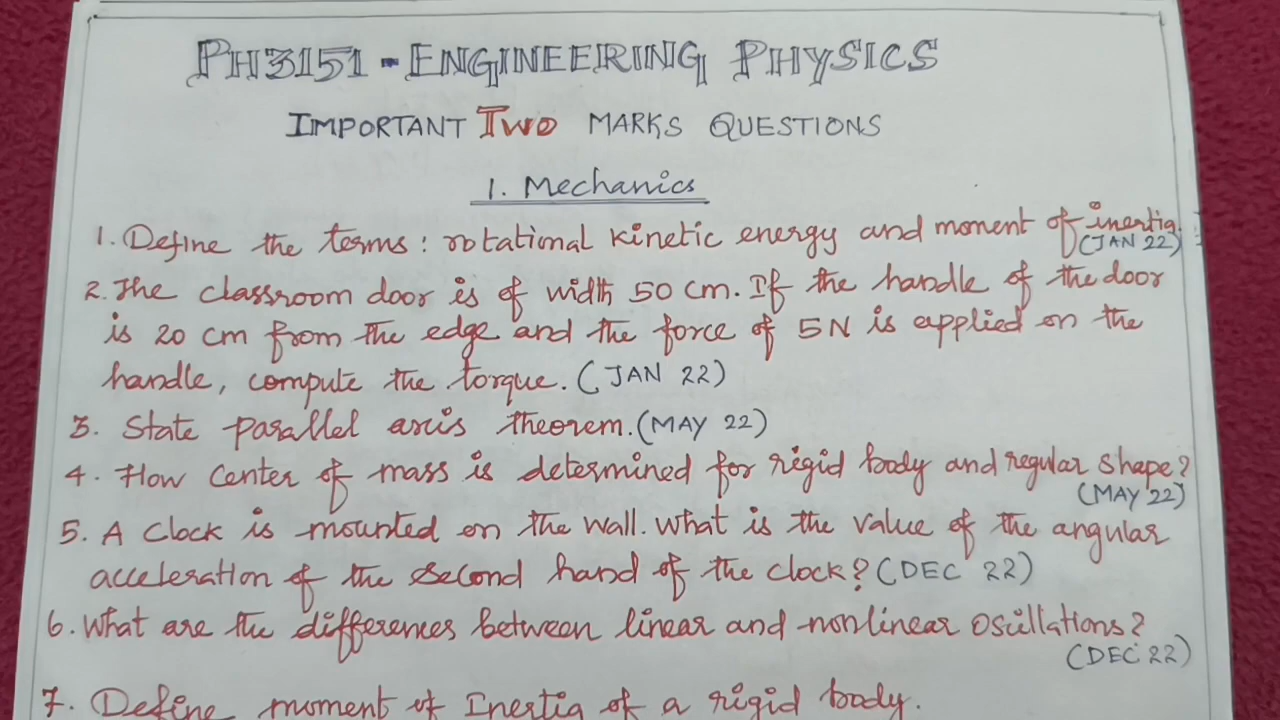 PH3151 - ENGINEERING PHYSICS
IMPORTANT TWO MARKS QUESTIONS
1. Mechanics
1. Define the terms : rotational kinetic energy and moment of inertia.
(JAN 22)
2. The classroom door is of width 50 cm. If the handle of the door
is 20 cm from the edge and the force of 5N is applied on the
handle, compute the torque. (JAN 22)
3. State parallel axis theorem. (MAY 22)
4. How center of mass is determined for rigid body and regular shape?
(MAY 22)
5. A clock is mounted on the wall. What is the value of the angular
acceleration of the second hand of the clock? (DEC 22)
6. What are the differences between linear and nonlinear oscillations?
(DEC 22)
7. Define moment of Inertia of a rigid body.